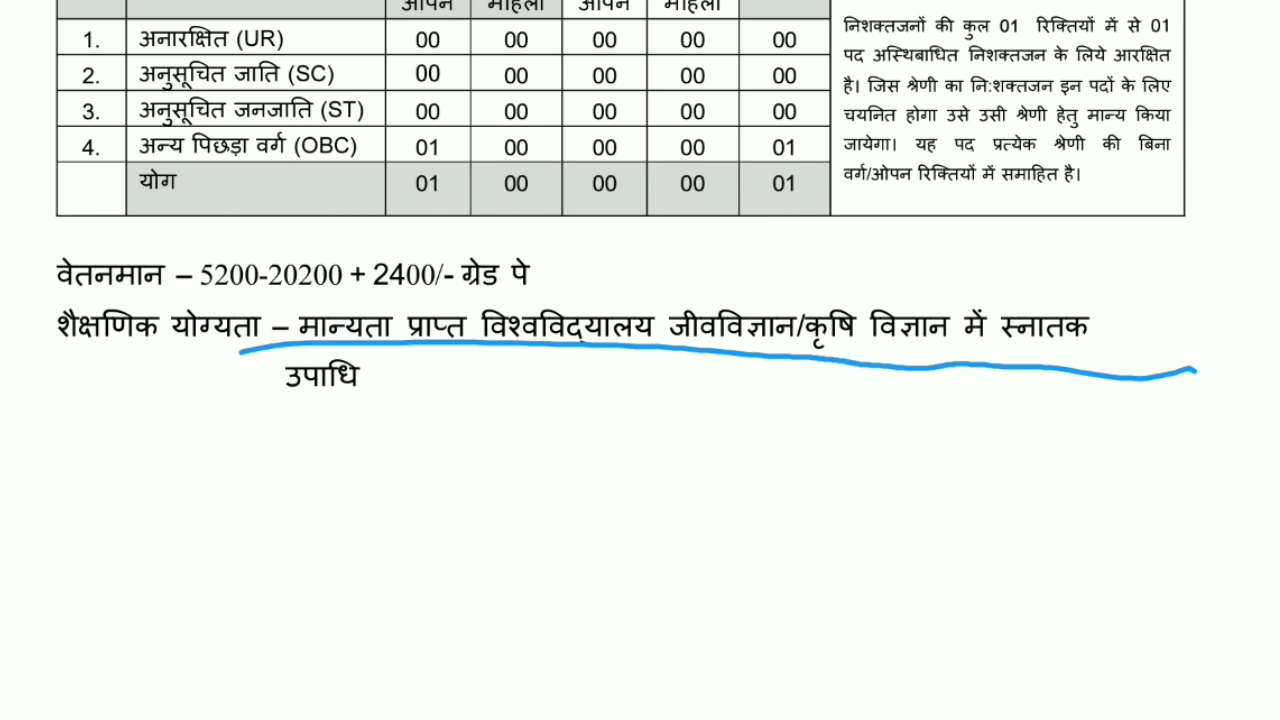 ओपन महिला ओपन महिला
1. अनारक्षित (UR) 00 00 00 00 00
2. अनुसूचित जाति (SC) 00 00 00 00 00
3. अनुसूचित जनजाति (ST) 00 00 00 00 00
4. अन्य पिछड़ा वर्ग (OBC) 01 00 00 00 01
योग 01 00 00 00 01
निशक्तजनों की कुल 01 रिक्तियों में से 01
पद अस्थिबाधित निशक्तजन के लिये आरक्षित
है। जिस श्रेणी का नि:शक्तजन इन पदों के लिए
चयनित होगा उसे उसी श्रेणी हेतु मान्य किया
जायेगा। यह पद प्रत्येक श्रेणी की बिना
वर्ग/ओपन रिक्तियों में समाहित है।
वेतनमान – 5200-20200 + 2400/- ग्रेड पे
शैक्षणिक योग्यता – मान्यता प्राप्त विश्वविद्यालय जीवविज्ञान/कृषि विज्ञान में स्नातक
उपाधि